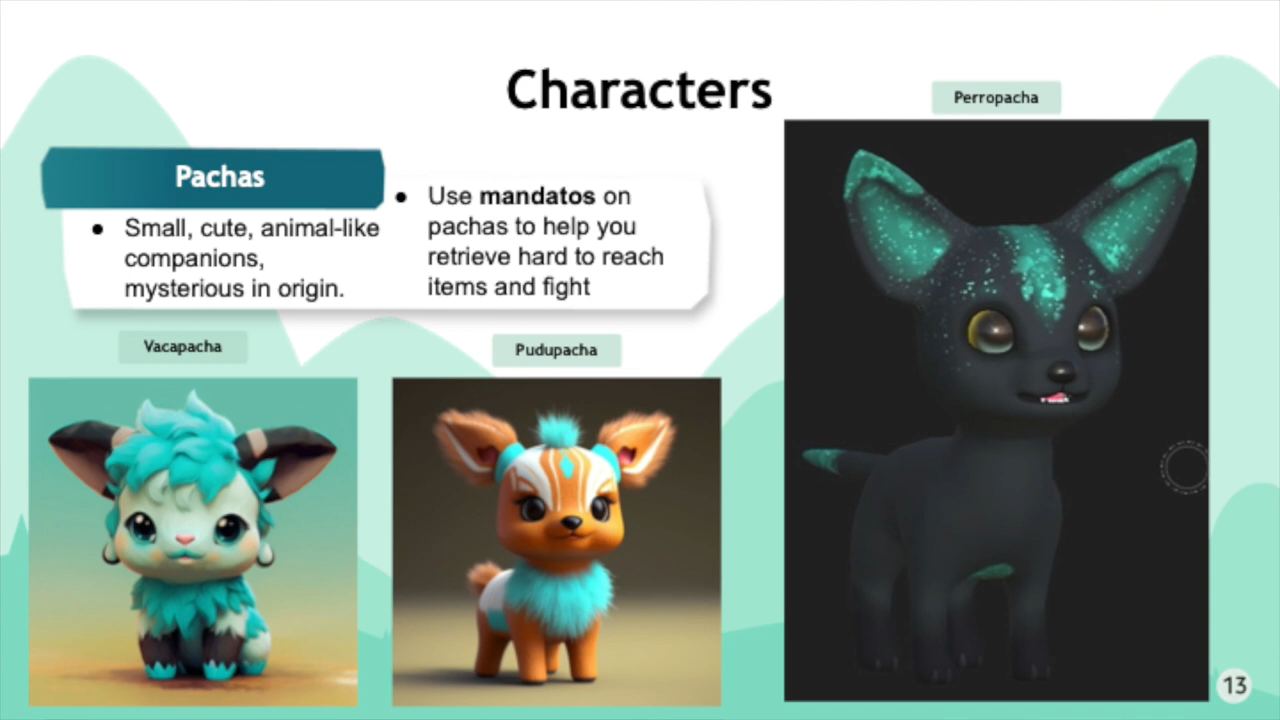 Characters
Perropacha
Pachas
● Small, cute, animal-like
companions,
mysterious in origin.
● Use mandatos on
pachas to help you
retrieve hard to reach
items and fight
Vacapacha
Pudupacha
13